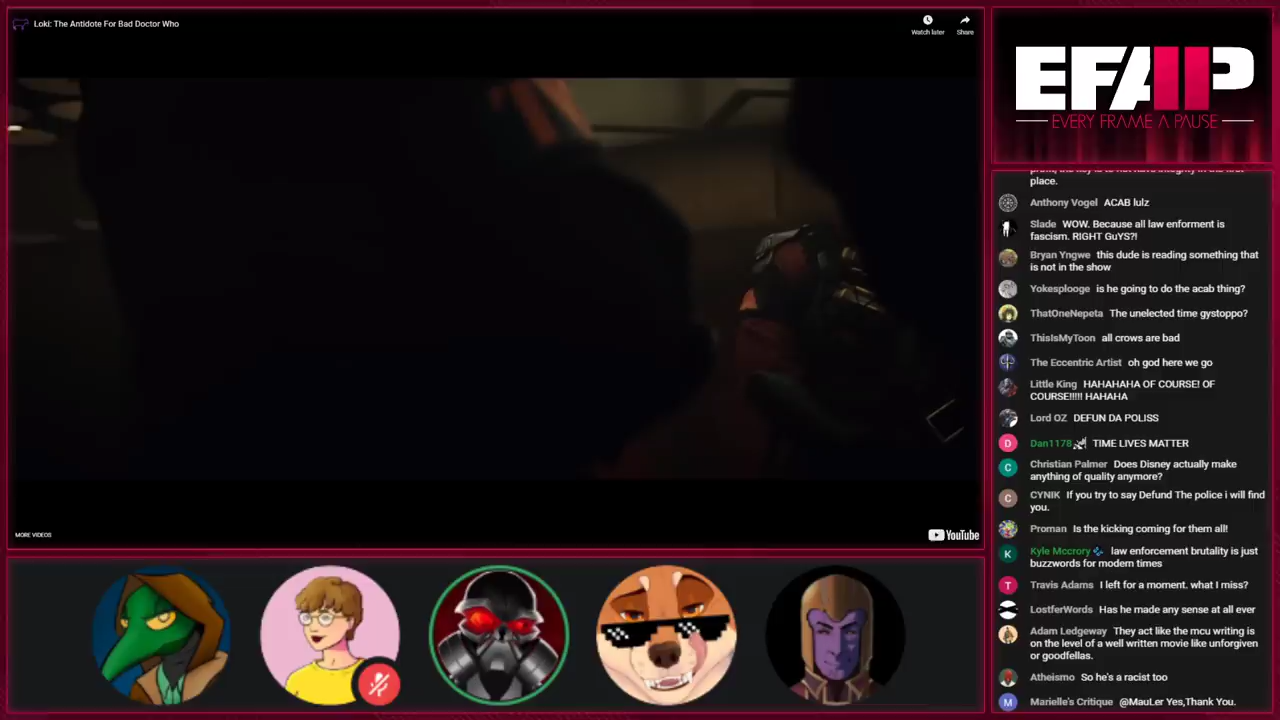 Loki: The Antidote For Bad Doctor Who
Watch later
Share
MORE VIDEOS
YouTube
EFAP
EVERY FRAME A PAUSE
place.
Anthony Vogel ACAB lulz
Slade WOW. Because all law enforment is
fascism. RIGHT GuYS?!
Bryan Yngwe this dude is reading something that
is not in the show
Yokesplooge is he going to do the acab thing?
ThatOneNepeta The unelected time gystoppo?
ThisIsMyToon all crows are bad
The Eccentric Artist oh god here we go
Little King HAHAHAHA OF COURSE! OF
COURSE!!!!! HAHAHA
Lord OZ DEFUN DA POLISS
D Dan1178 TIME LIVES MATTER
C Christian Palmer Does Disney actually make
anything of quality anymore?
C CYNIK If you try to say Defund The police i will find
you.
Proman Is the kicking coming for them all!
K Kyle Mccrory law enforcement brutality is just
buzzwords for modern times
T Travis Adams I left for a moment. what I miss?
LostferWords Has he made any sense at all ever
Adam Ledgeway They act like the mcu writing is
on the level of a well written movie like unforgiven
or goodfellas.
Atheismo So he's a racist too
M Marielle's Critique @MauLer Yes,Thank You.